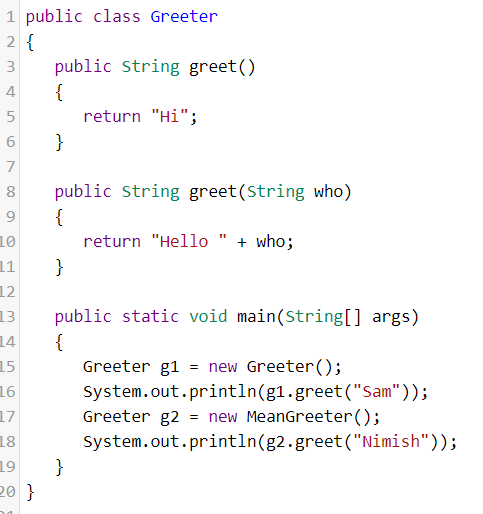 1 public class Greeter
2 {
3 public String greet()
4 {
5 return "Hi";
6 }
7
8 public String greet(String who)
9 {
10 return "Hello " + who;
11 }
12
13 public static void main(String[] args)
14 {
15 Greeter g1 = new Greeter();
16 System.out.println(g1.greet("Sam"));
17 Greeter g2 = new MeanGreeter();
18 System.out.println(g2.greet("Nimish"));
19 }
20 }